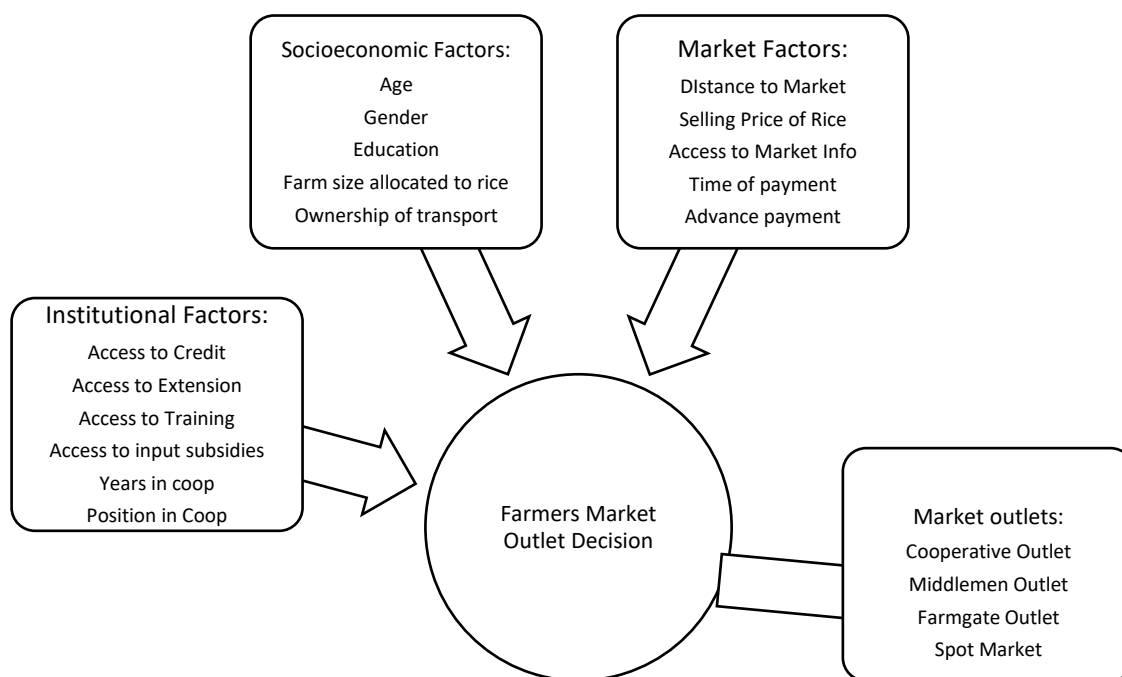 Socioeconomic Factors:
Age
Gender
Education
Farm size allocated to rice
Ownership of transport
Market Factors:
DIstance to Market
Selling Price of Rice
Access to Market Info
Time of payment
Advance payment
Institutional Factors:
Access to Credit
Access to Extension
Access to Training
Access to input subsidies
Years in coop
Position in Coop
Farmers Market
Outlet Decision
Market outlets:
Cooperative Outlet
Middlemen Outlet
Farmgate Outlet
Spot Market